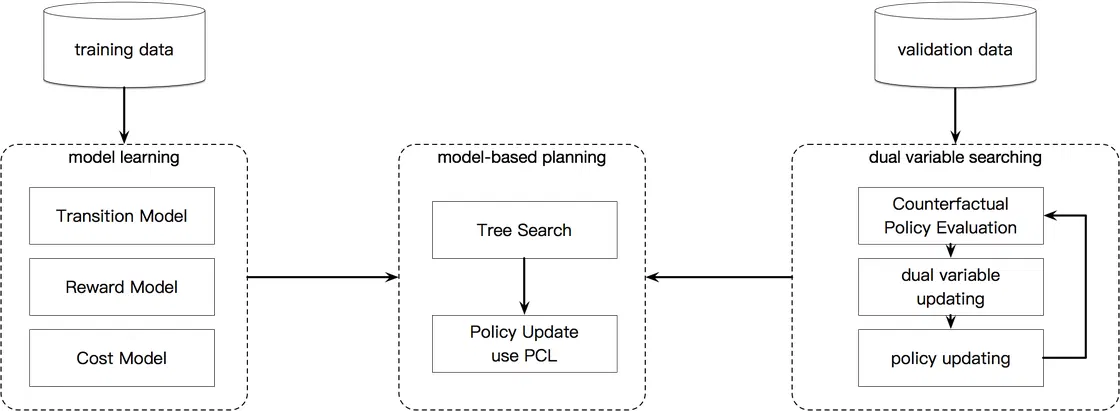 training data
validation data
model learning
Transition Model
Reward Model
Cost Model
model-based planning
Tree Search
Policy Update
use PCL
dual variable searching
Counterfactual
Policy Evaluation
dual variable
updating
policy updating